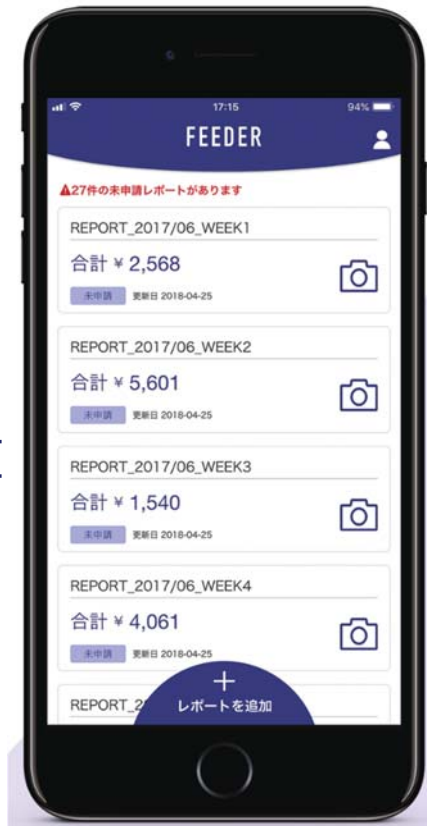 17:15
94%
FEEDER
27件の未申請レポートがあります
REPORT_2017/06_WEEK1
合計 ¥ 2,568
未申請 更新日 2018-04-25
REPORT_2017/06_WEEK2
合計 ¥ 5,601
未申請 更新日 2018-04-25
REPORT_2017/06_WEEK3
合計 ¥ 1,540
未申請 更新日 2018-04-25
REPORT_2017/06_WEEK4
合計 ¥ 4,061
未申請 更新日 2018-04-25
REPORT_2
レポートを追加